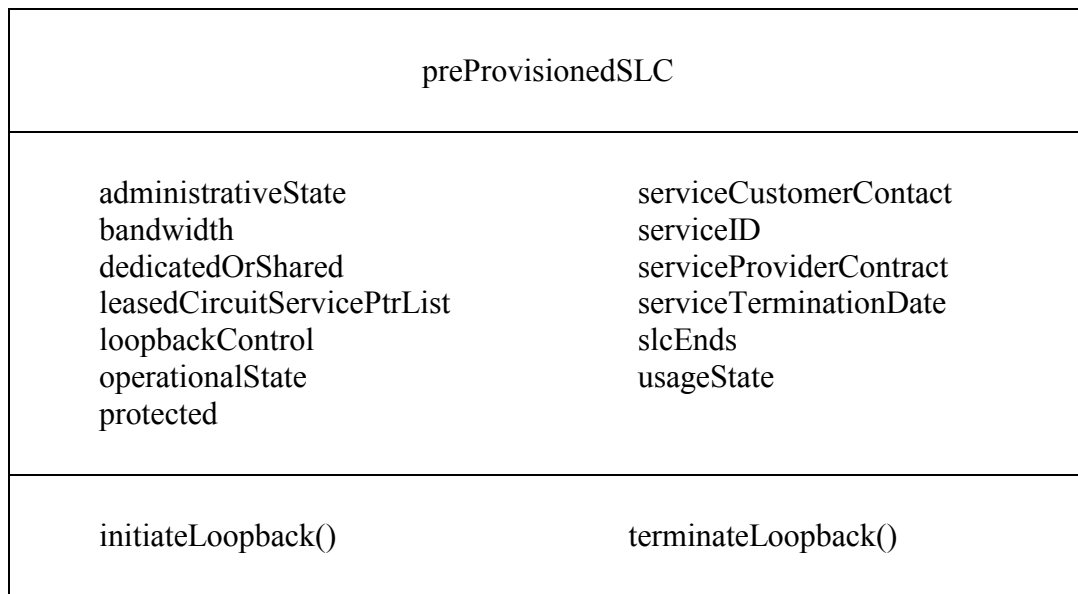 preProvisionedSLC
administrativeState
bandwidth
dedicatedOrShared
leasedCircuitServicePtrList
loopbackControl
operationalState
protected
serviceCustomerContact
serviceID
serviceProviderContract
serviceTerminationDate
slcEnds
usageState
initiateLoopback()
terminateLoopback()